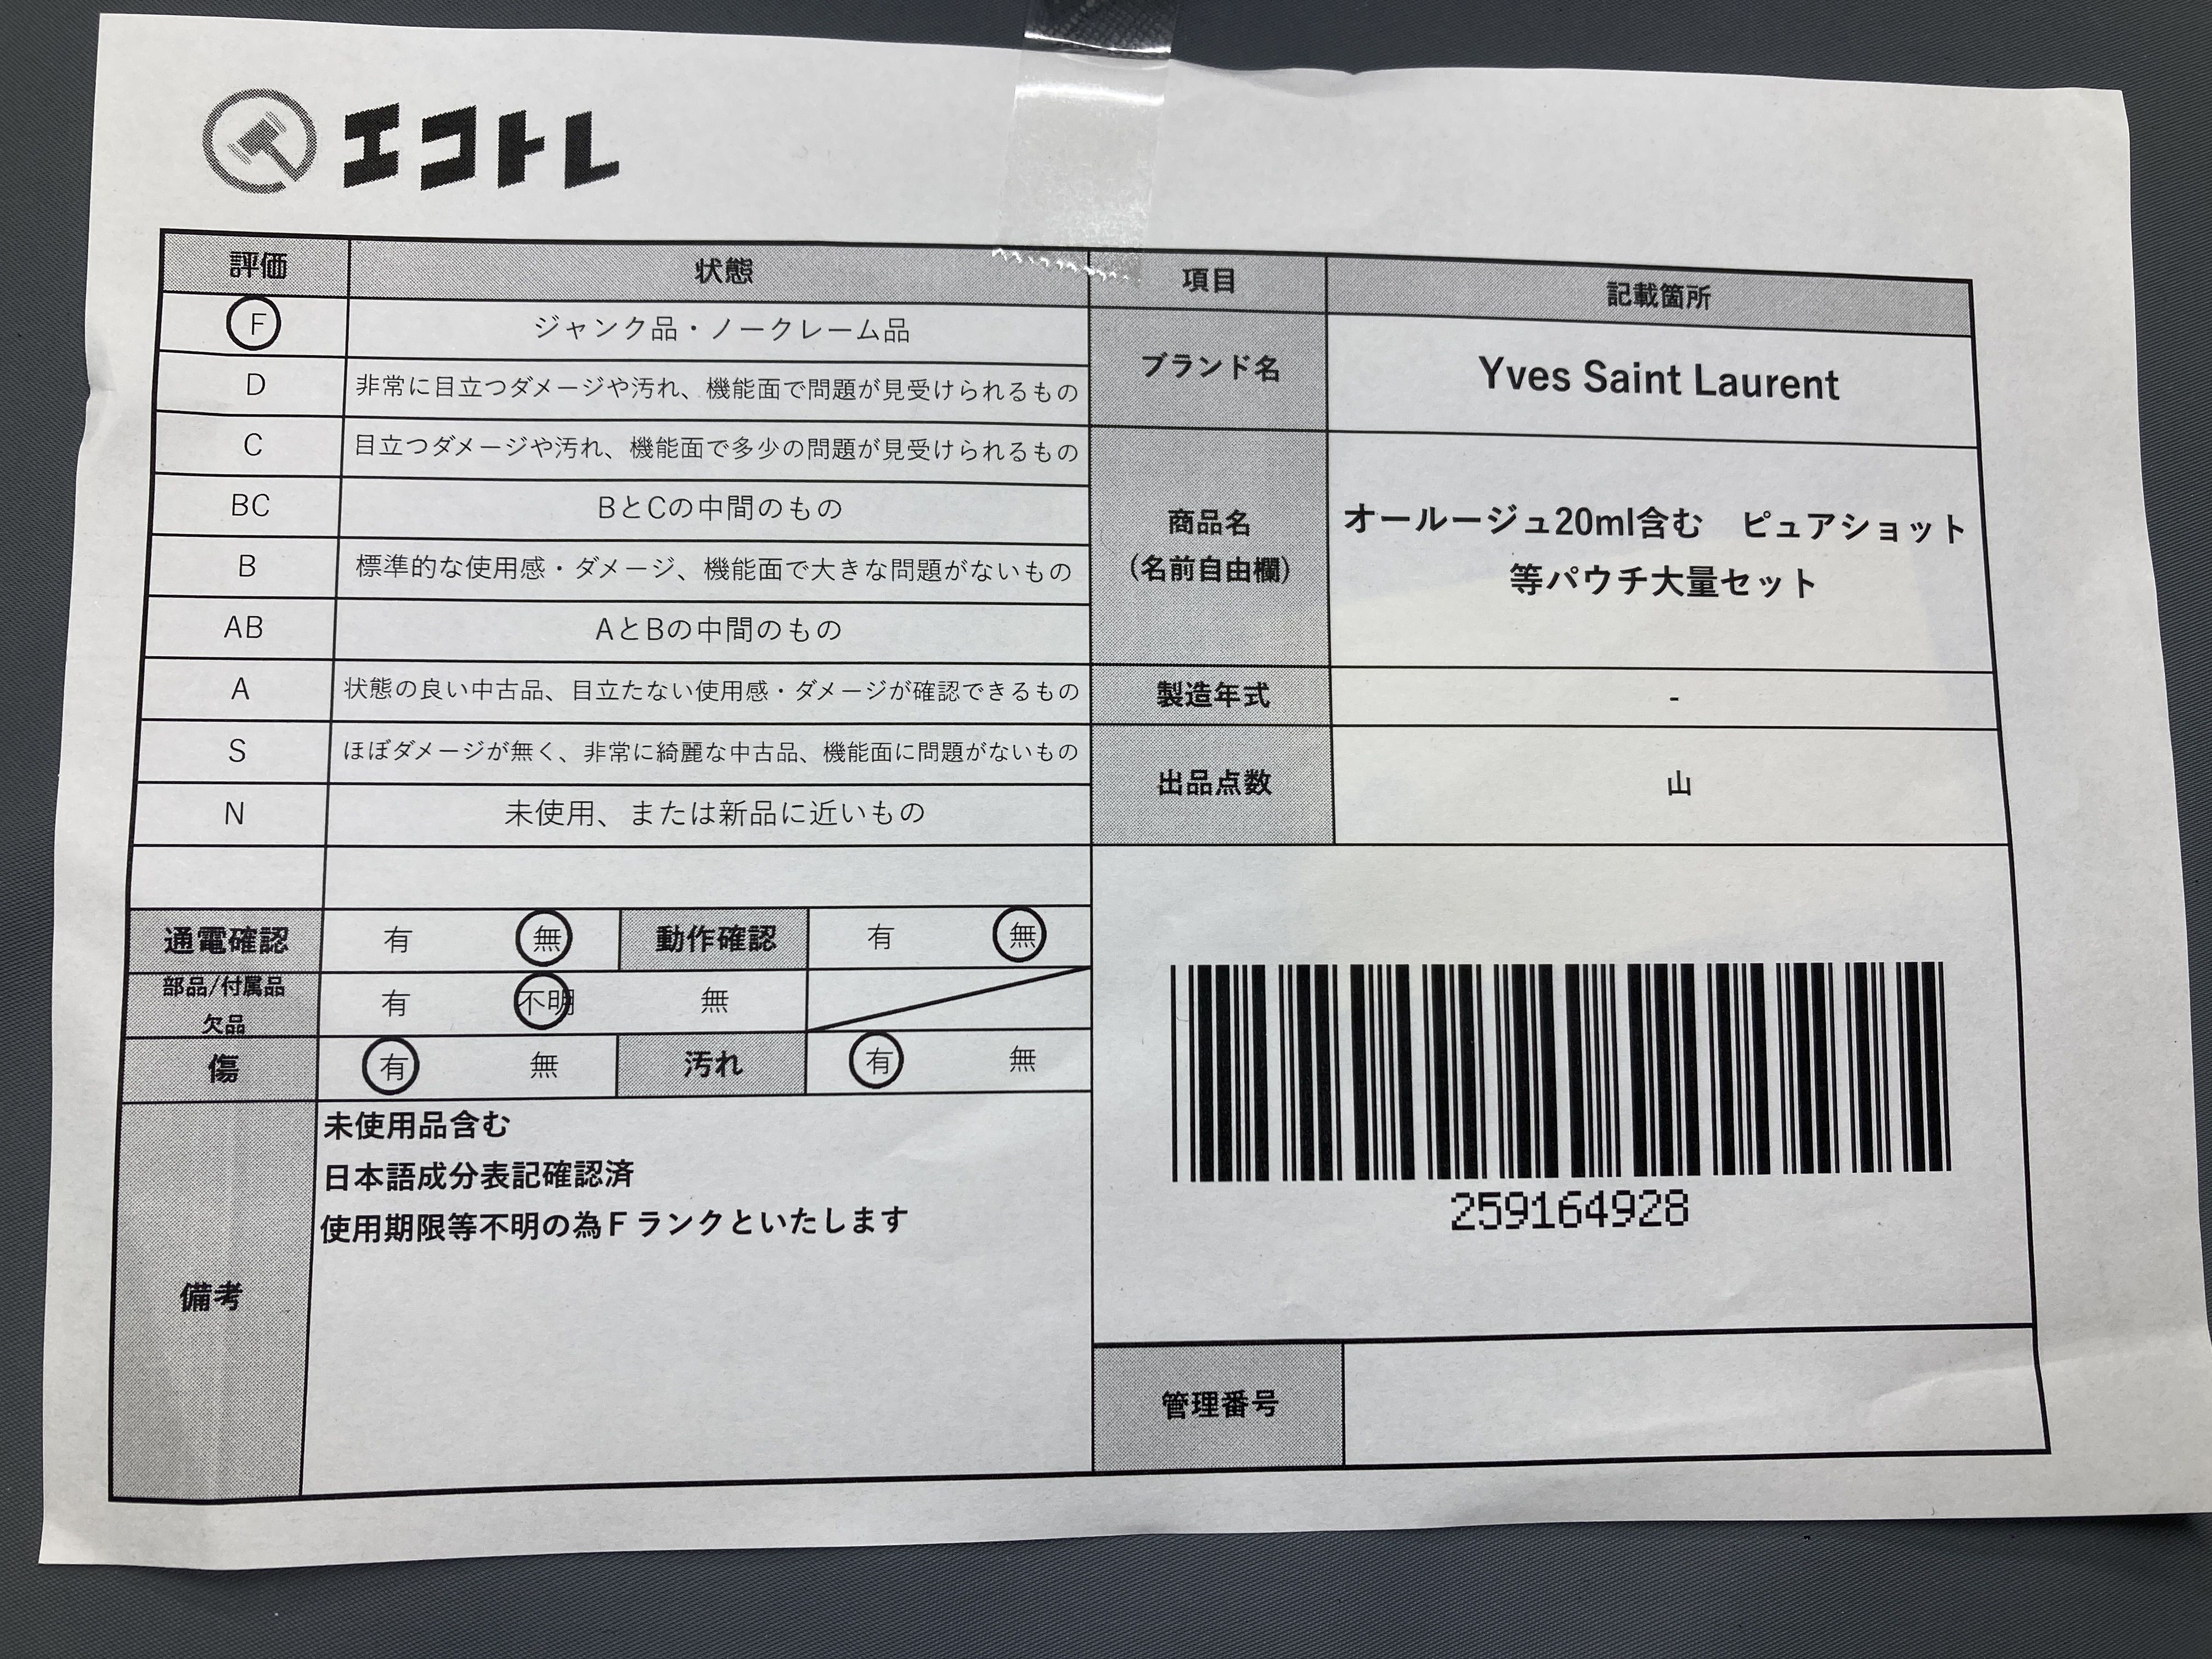 エコトレ
評価 状態
F ジャンク品・ノークレーム品
D 非常に目立つダメージや汚れ、機能面で問題が見受けられるもの
C 目立つダメージや汚れ、機能面で多少の問題が見受けられるもの
BC BとCの中間のもの
B 標準的な使用感・ダメージ、機能面で大きな問題がないもの
AB AとBの中間のもの
A 状態の良い中古品、目立たない使用感・ダメージが確認できるもの
S ほぼダメージが無く、非常に綺麗な中古品、機能面に問題がないもの
N 未使用、または新品に近いもの
通電確認 有 無 動作確認 有 無
部品/付属品
欠品
有 不明 無
傷 有 無 汚れ 有 無
備考
未使用品含む
日本語成分表記確認済
使用期限等不明の為Fランクといたします
項目 記載箇所
ブランド名 Yves Saint Laurent
商品名
(名前自由欄)
オールージュ20ml含む　ピュアショット
等パウチ大量セット
製造年式 -
出品点数 山
259164928
管理番号